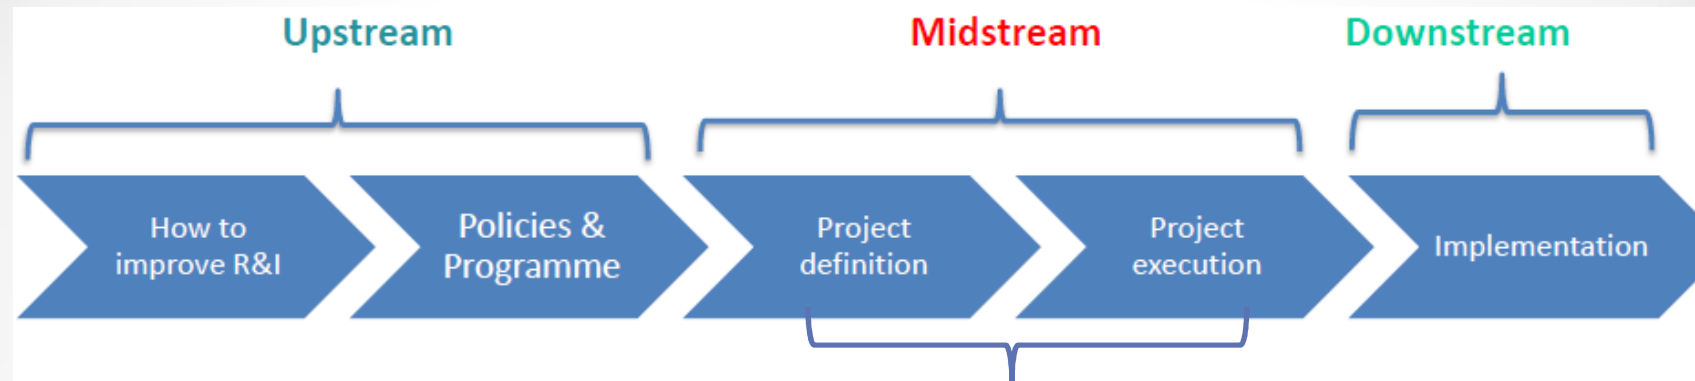 Upstream
Midstream
Downstream
How to
improve R&I
Policies &
Programme
Project
definition
Project
execution
Implementation